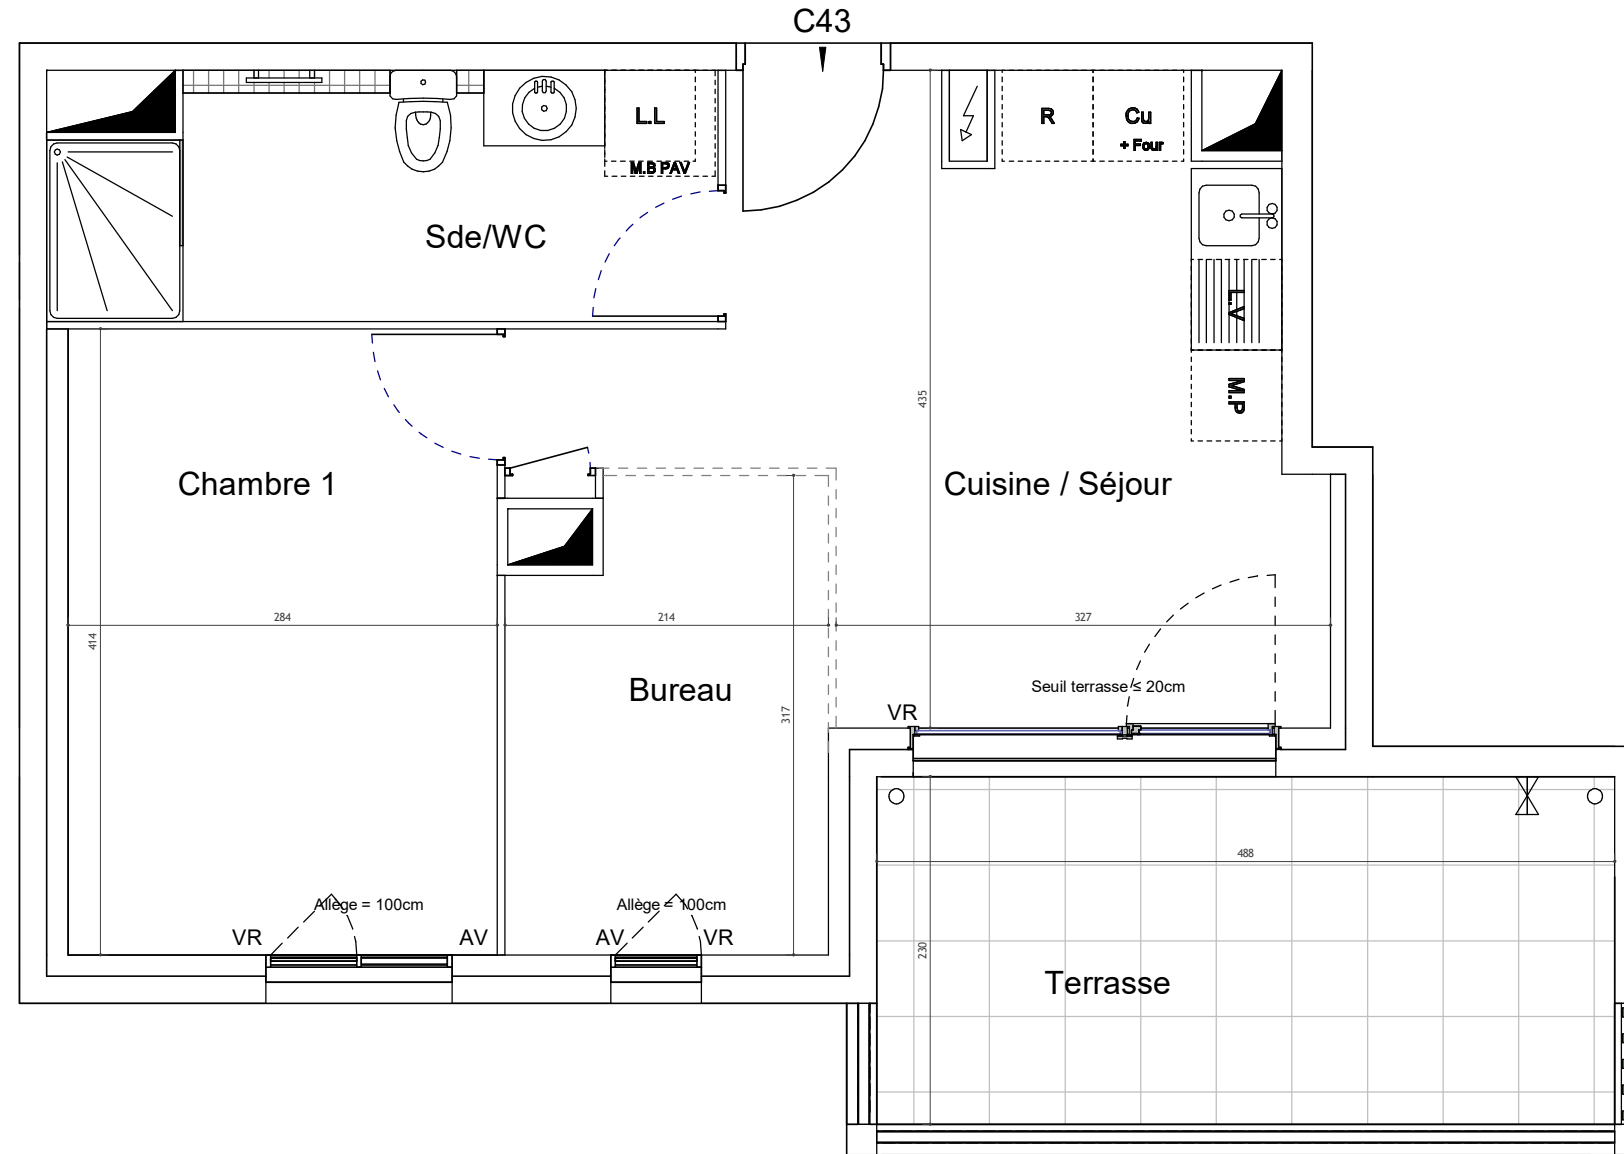 C43
L.L
M.B PAV
R
Cu
+ Four
Sde/WC
L.V
M.P
435
Chambre 1
Cuisine / Séjour
284
214
327
414
Bureau
Seuil terrasse ≤ 20cm
317
VR
488
Allège = 100cm
Allège = 100cm
VR
AV
AV
VR
230
Terrasse